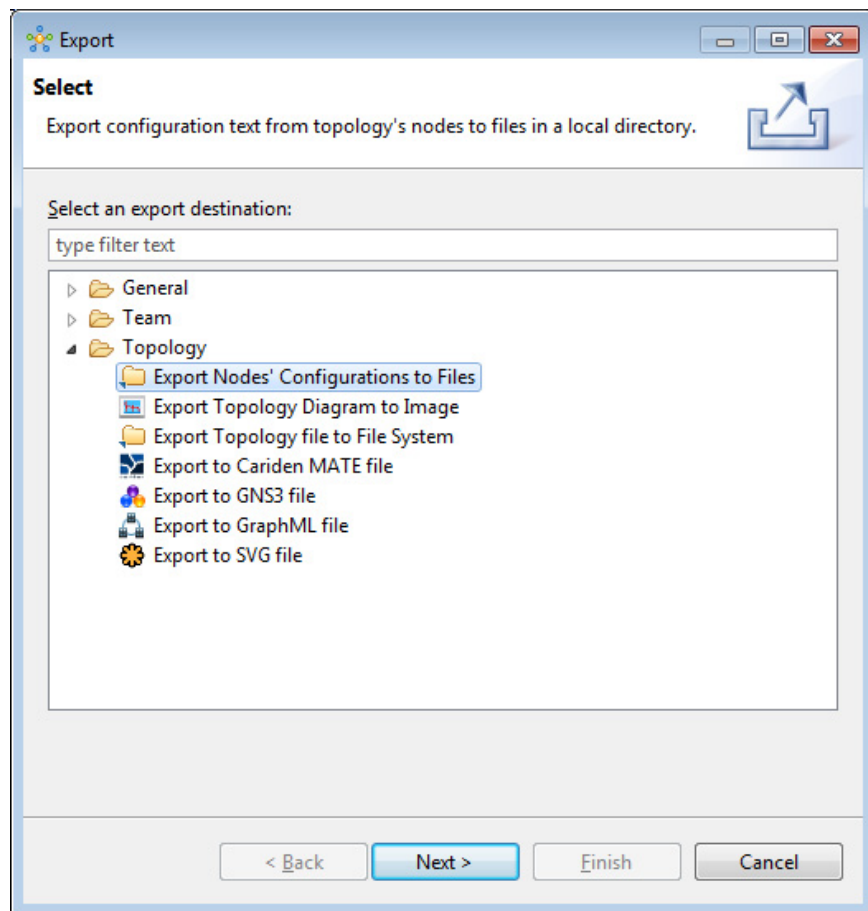 Export
Select
Export configuration text from topology's nodes to files in a local directory.
Select an export destination:
type filter text
General
Team
Topology
Export Nodes' Configurations to Files
Export Topology Diagram to Image
Export Topology file to File System
Export to Cariden MATE file
Export to GNS3 file
Export to GraphML file
Export to SVG file
< Back Next > Finish Cancel